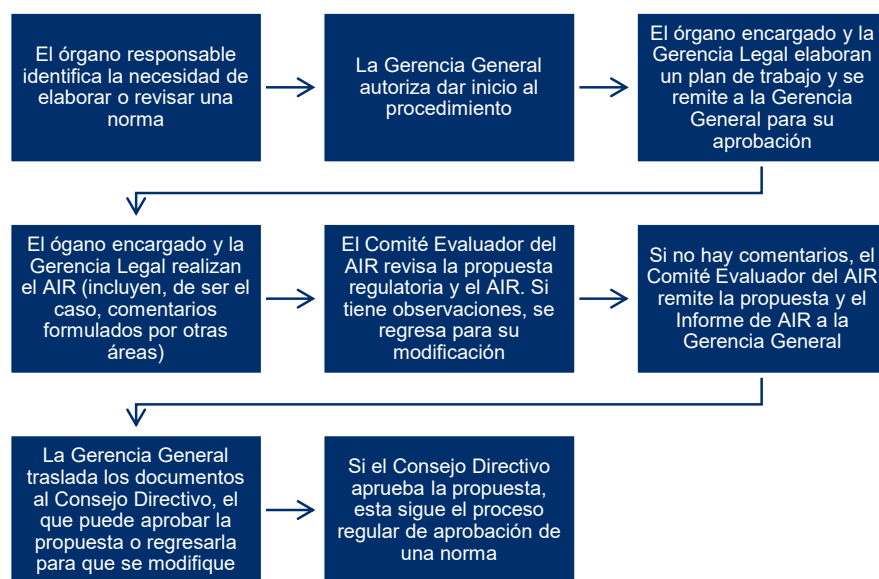 El órgano responsable
identifica la necesidad de
elaborar o revisar una
norma
La Gerencia General
autoriza dar inicio al
procedimiento
El órgano encargado y la
Gerencia Legal elaboran
un plan de trabajo y se
remite a la Gerencia
General para su
aprobación
El ógano encargado y la
Gerencia Legal realizan
el AIR (incluyen, de ser el
caso, comentarios
formulados por otras
áreas)
El Comité Evaluador del
AIR revisa la propuesta
regulatoria y el AIR. Si
tiene observaciones, se
regresa para su
modificación
Si no hay comentarios, el
Comité Evaluador del AIR
remite la propuesta y el
Informe de AIR a la
Gerencia General
La Gerencia General
traslada los documentos
al Consejo Directivo, el
que puede aprobar la
propuesta o regresarla
para que se modifique
Si el Consejo Directivo
aprueba la propuesta,
esta sigue el proceso
regular de aprobación de
una norma